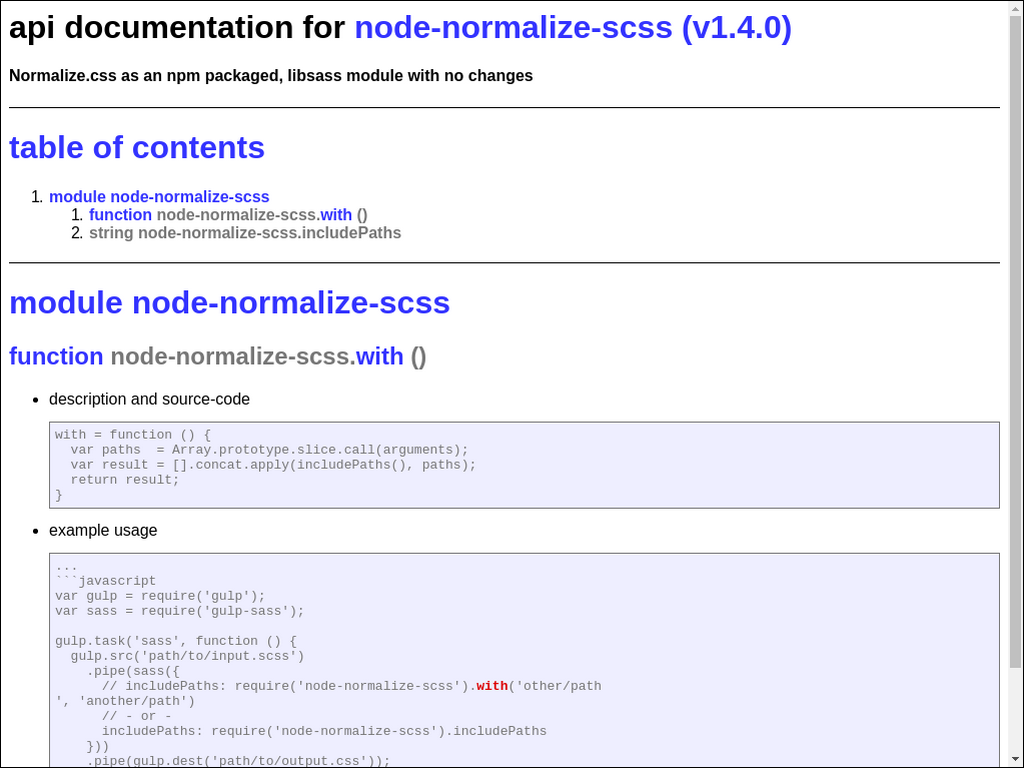 api documentation for node-normalize-scss (v1.4.0)
Normalize.css as an npm packaged, libsass module with no changes
table of contents
1. module node-normalize-scss
1. function node-normalize-scss.with ()
2. string node-normalize-scss.includePaths
module node-normalize-scss
function node-normalize-scss.with ()
• description and source-code
with = function () {
  var paths  = Array.prototype.slice.call(arguments);
  var result = [].concat.apply(includePaths(), paths);
  return result;
}
• example usage
...
```javascript
var gulp = require('gulp');
var sass = require('gulp-sass');

gulp.task('sass', function () {
  gulp.src('path/to/input.scss')
    .pipe(sass({
      // includePaths: require('node-normalize-scss').with('other/path
', 'another/path')
      // - or -
      includePaths: require('node-normalize-scss').includePaths
    }))
    .pipe(gulp.dest('path/to/output.css'));